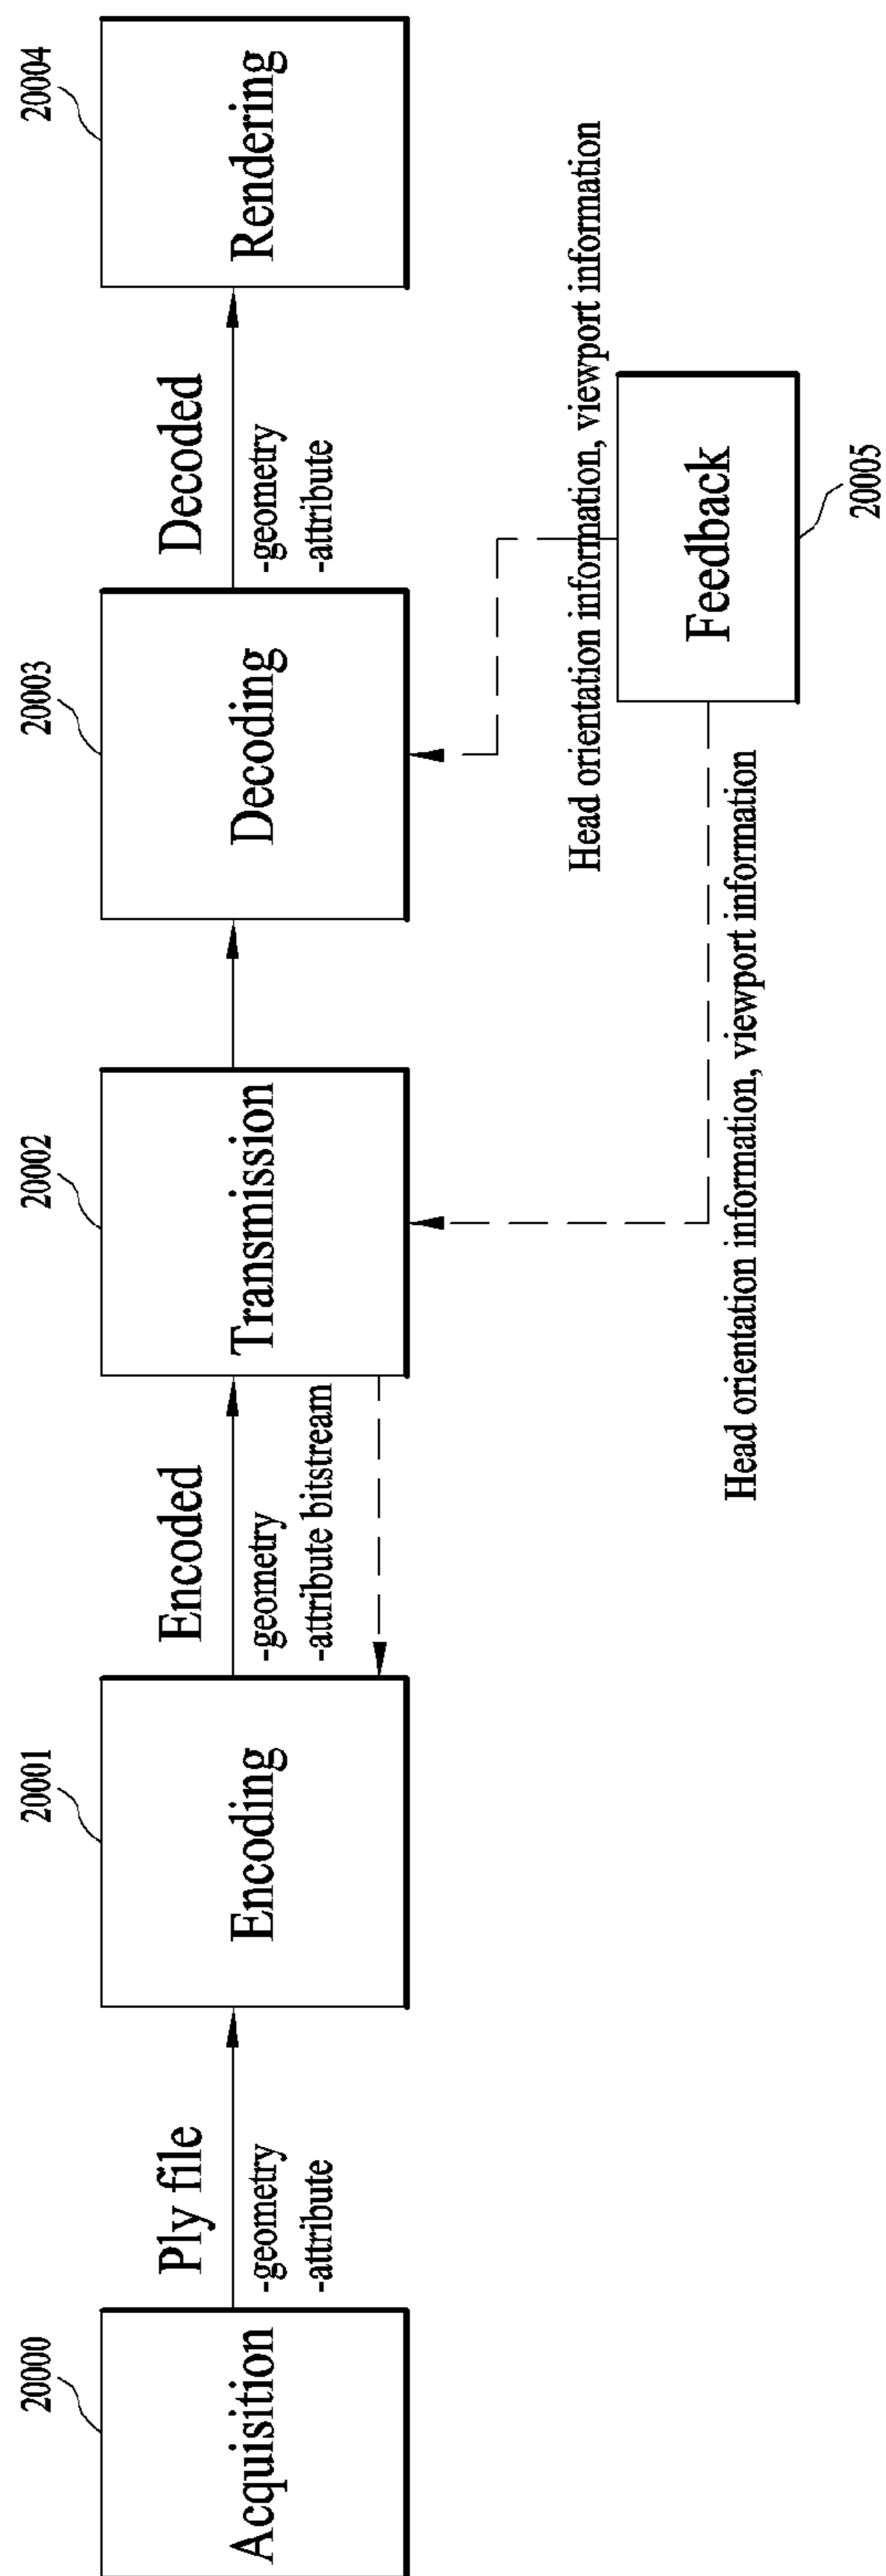 20000
Acquisition
Ply file
-geometry
-attribute
20001
Encoding
Encoded
-geometry
-attribute bitstream
20002
Transmission
20003
Decoding
Decoded
-geometry
-attribute
20004
Rendering
Head orientation information, viewport information
Feedback
20005
Head orientation information, viewport information